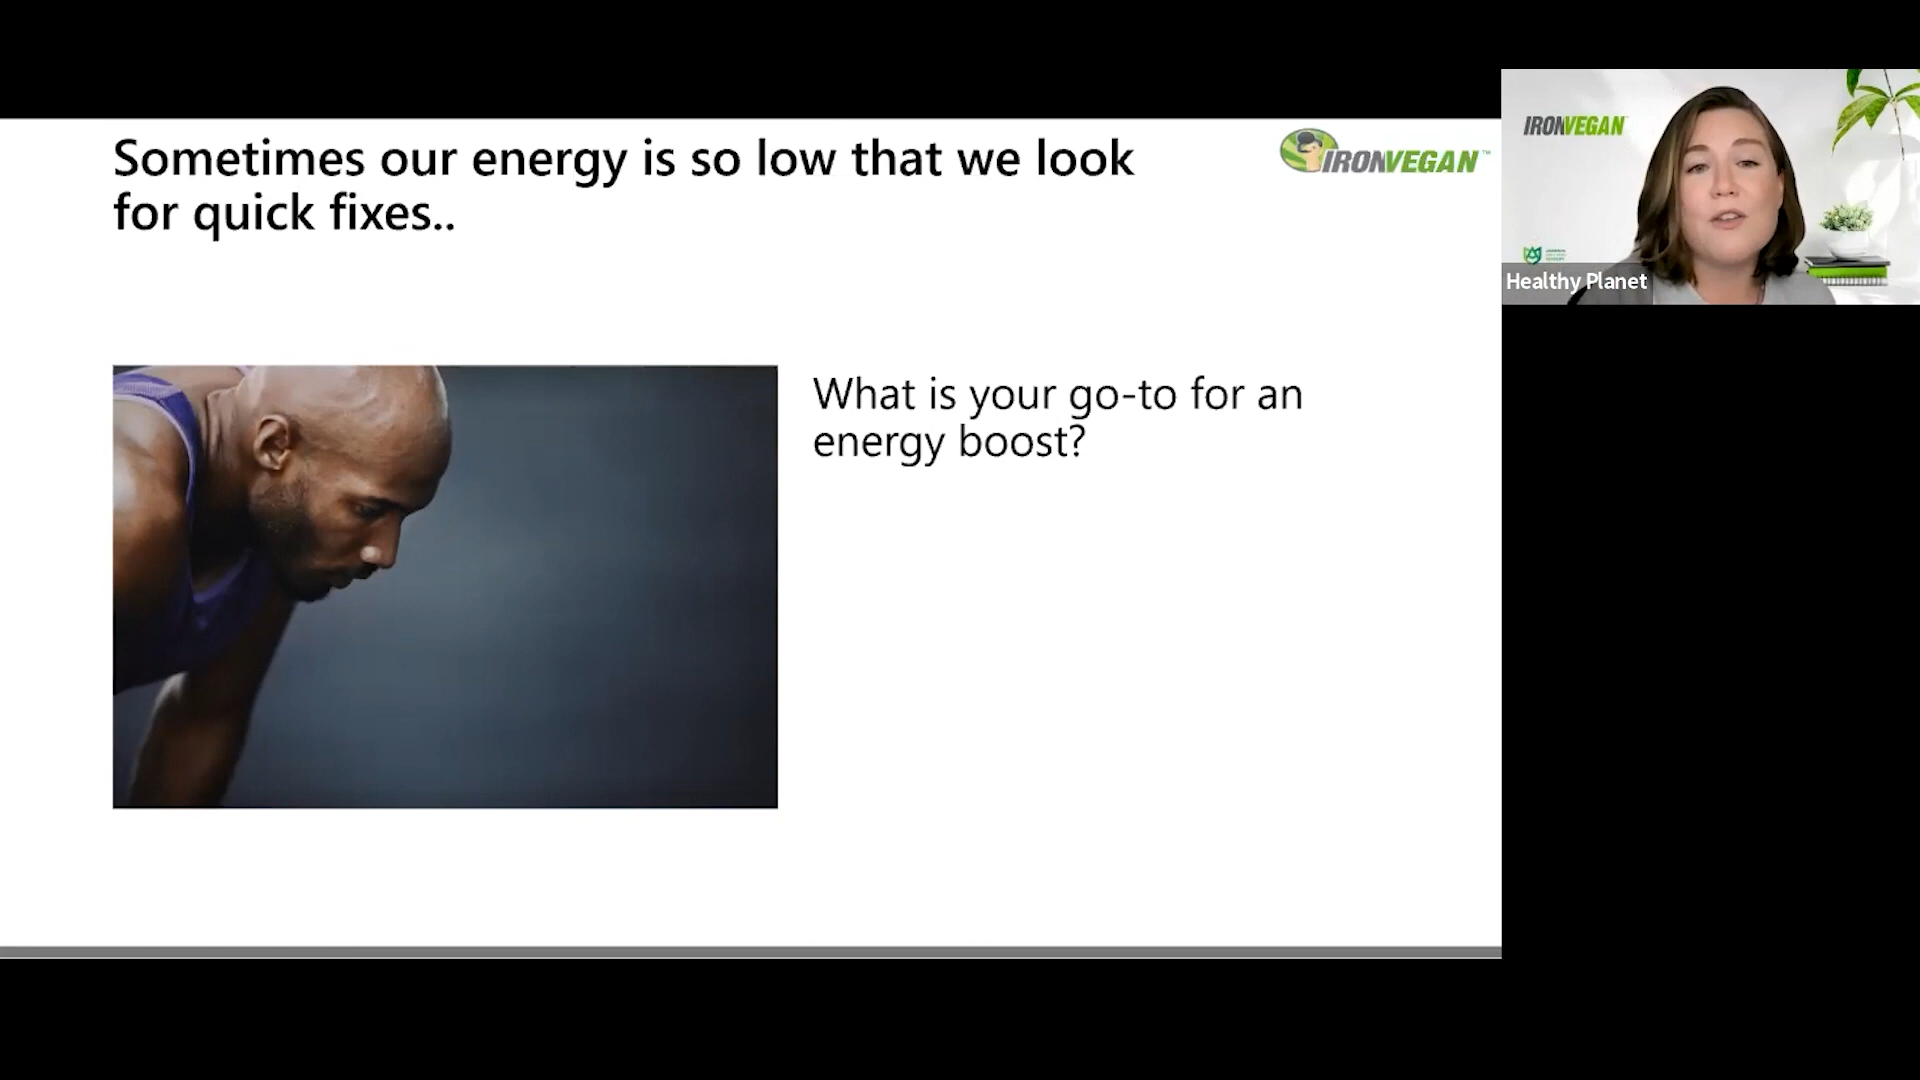 Sometimes our energy is so low that we look
for quick fixes..
IRONVEGAN™
What is your go-to for an
energy boost?
IRONVEGAN
Healthy Planet